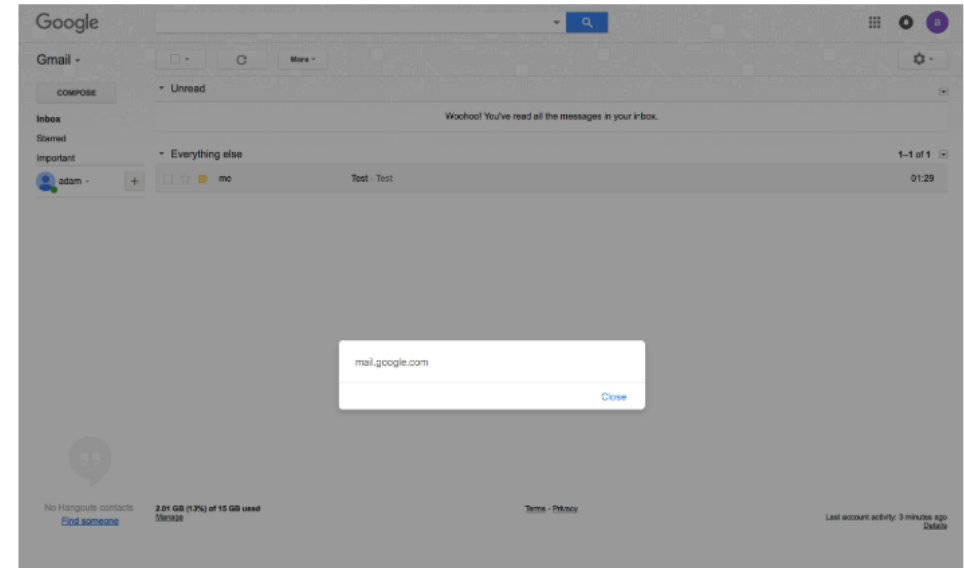 Google
a
Gmail
More
COMPOSE
Unread
Inbox
Woohoo! You've read all the messages in your inbox.
Starred
Important
Everything else
1–1 of 1
adam
+
me
Test - Test
01:29
mail.google.com
Close
No Hangouts contacts
Find someone
2.01 GB (13%) of 15 GB used
Manage
Terms - Privacy
Last account activity: 3 minutes ago
Details